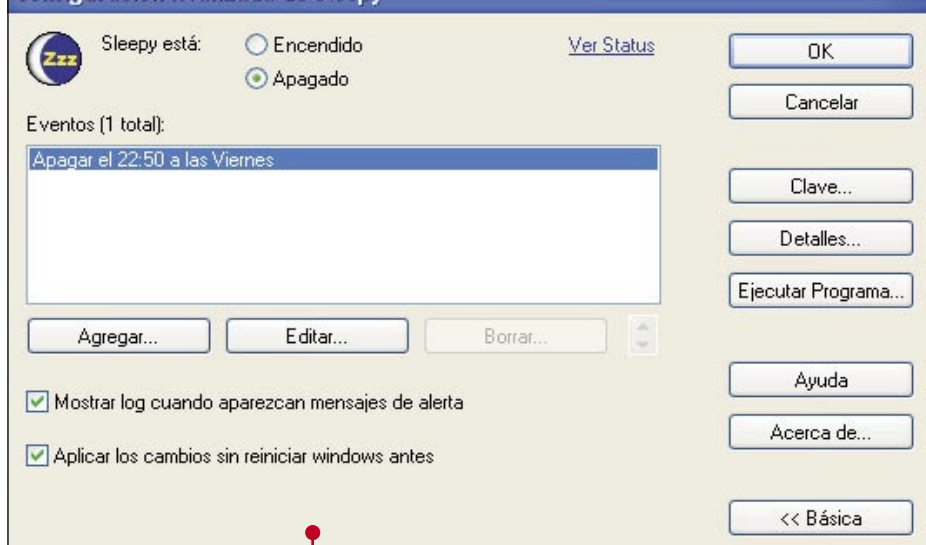 Sleepy está:
Encendido
Ver Status
Apagado
Eventos (1 total):
Apagar el 22:50 a las Viernes
Agregar...
Editar...
Borrar...
Mostrar log cuando aparezcan mensajes de alerta
Aplicar los cambios sin reiniciar windows antes
OK
Cancelar
Clave...
Detalles...
Ejecutar Programa...
Ayuda
Acerca de...
<< Básica
Zzz